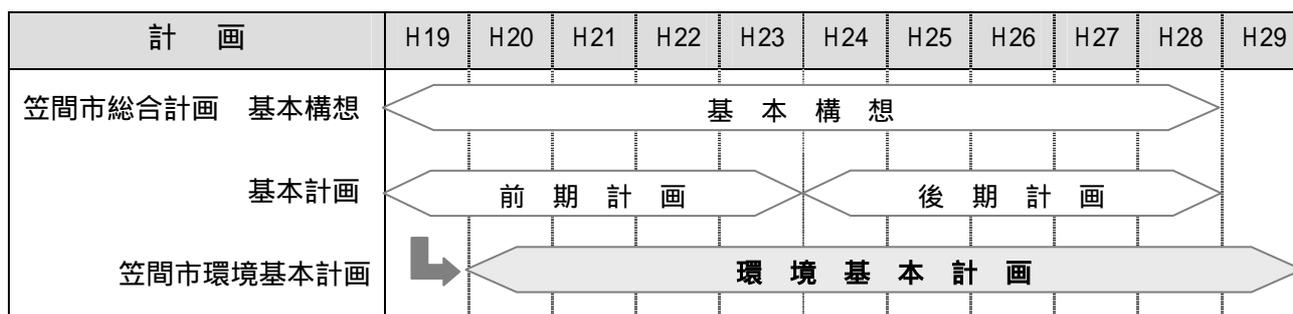 計 画 H19 H20 H21 H22 H23 H24 H25 H26 H27 H28 H29
笠間市総合計画 基本構想 基 本 構 想
基本計画 前 期 計 画 後 期 計 画
笠間市環境基本計画 環 境 基 本 計 画